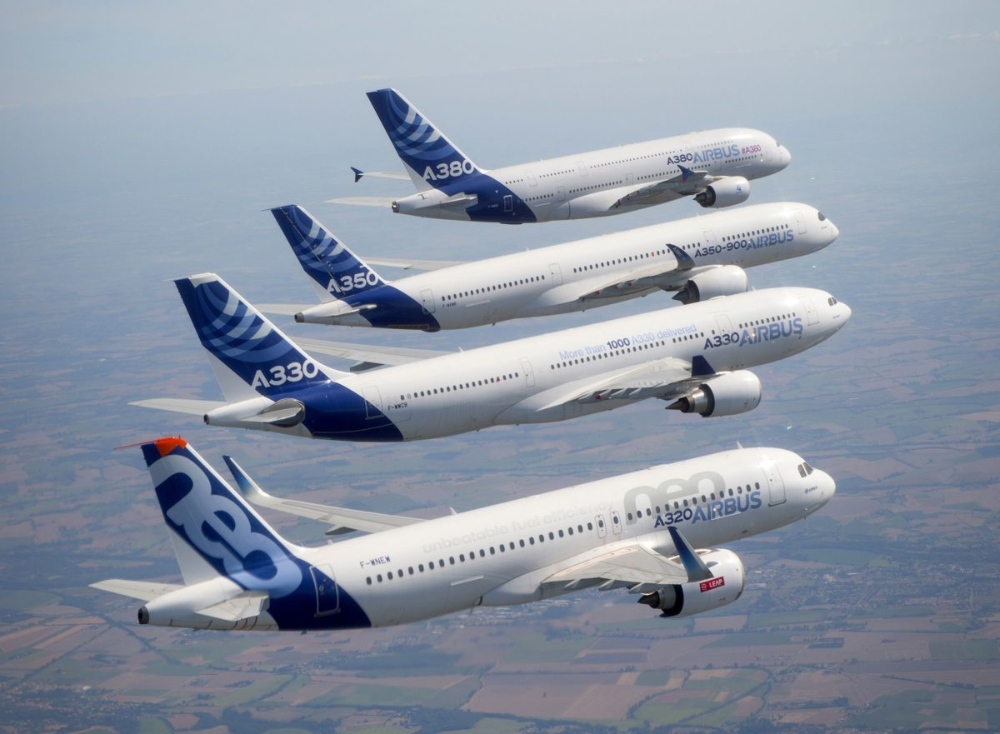 A380
A380 AIRBUS #A380
A350
A350-900 AIRBUS
A330
More than 1000 A330 delivered
A330 AIRBUS
F-WWCB
neo
unbeatable fuel efficiency
A320 AIRBUS
F-WNEW
LEAP